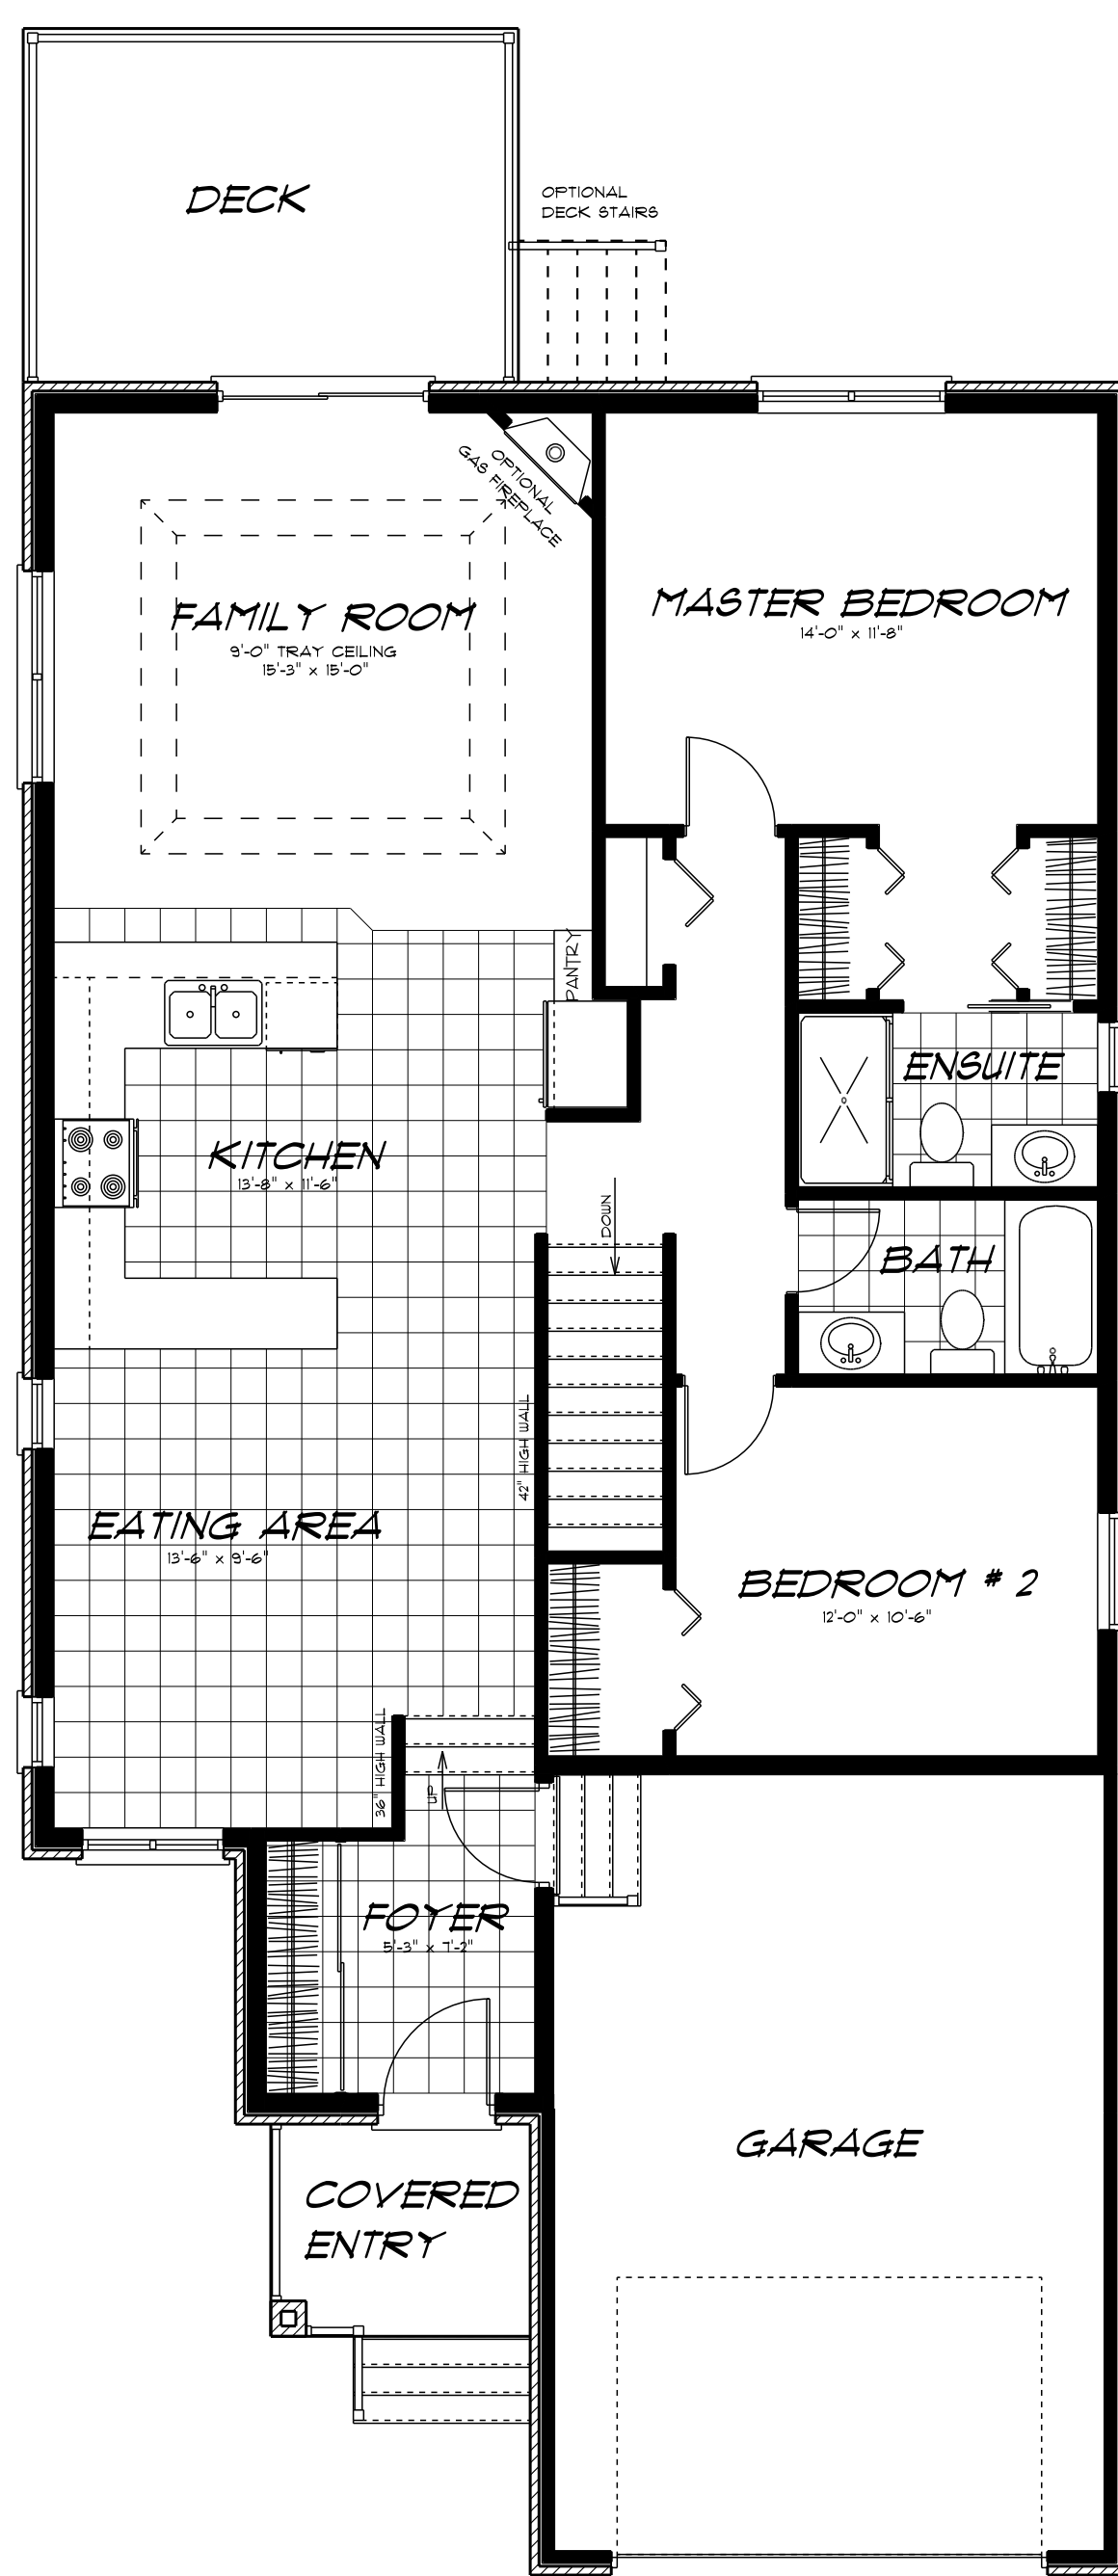 DECK
OPTIONAL
DECK STAIRS
OPTIONAL
GAS FIREPLACE
FAMILY ROOM
9'-0" TRAY CEILING
15'-3" x 15'-0"
MASTER BEDROOM
14'-0" x 11'-8"
PANTRY
ENSUITE
KITCHEN
13'-8" x 11'-6"
DOWN
BATH
42" HIGH WALL
EATING AREA
13'-6" x 9'-6"
BEDROOM # 2
12'-0" x 10'-6"
36" HIGH WALL
UP
FOYER
5'-3" x 7'-2"
GARAGE
COVERED
ENTRY